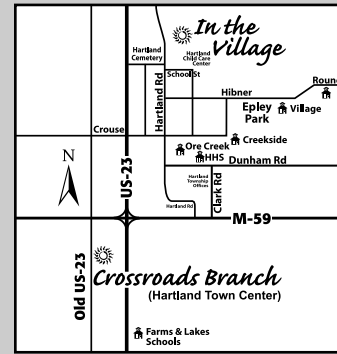 In the
Village
Hartland
Cemetery
Hartland
Child Care
Center
School St
Hartland Rd
Hibner
Round
Epley
Park
Village
Crouse
Creekside
Ore Creek
HHS
Dunham Rd
N
US-23
Hartland
Township
Offices
Clark Rd
Hartland Rd
M-59
Old US-23
Crossroads Branch
(Hartland Town Center)
Farms & Lakes
Schools